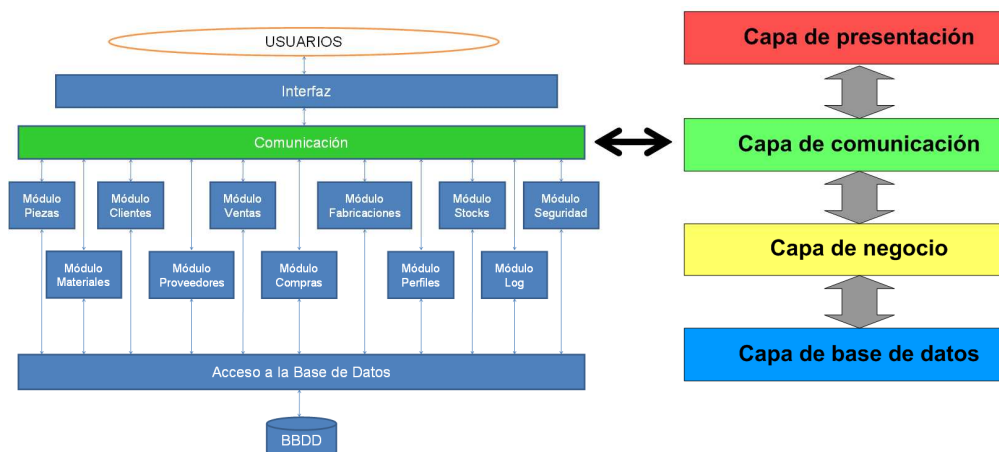 USUARIOS
Interfaz
Comunicación
Módulo
Piezas
Módulo
Clientes
Módulo
Ventas
Módulo
Fabricaciones
Módulo
Stocks
Módulo
Seguridad
Módulo
Materiales
Módulo
Proveedores
Módulo
Compras
Módulo
Perfiles
Módulo
Log
Acceso a la Base de Datos
BBDD
Capa de presentación
Capa de comunicación
Capa de negocio
Capa de base de datos